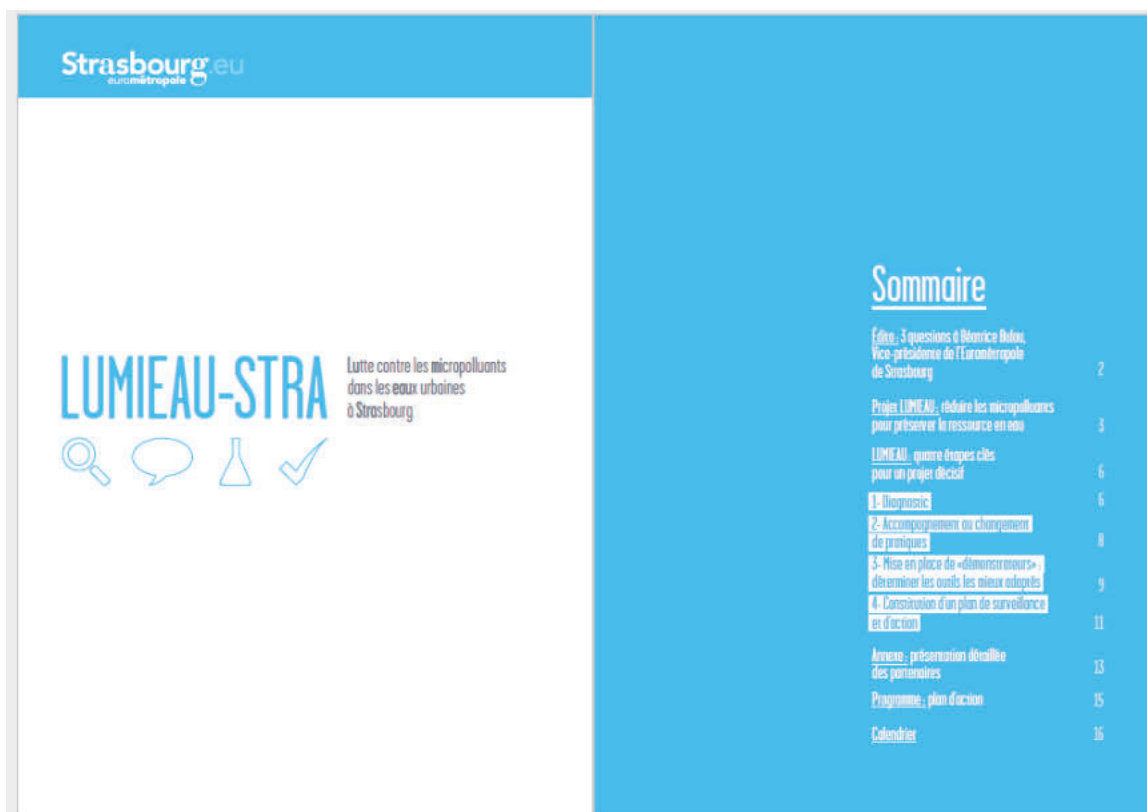 Strasbourg.eu
eurométropole
LUMIEAU-STRA
Lutte contre les micropolluants
dans les eaux urbaines
à Strasbourg
Sommaire
Édito : 3 questions à Béatrice Bulou,
Vice-présidente de l'Eurométropole
de Strasbourg 2
Projet LUMIEAU : réduire les micropolluants
pour préserver la ressource en eau 3
LUMIEAU : quatre étapes clés
pour un projet décisif 6
1- Diagnostic 6
2- Accompagnement au changement
de pratiques 8
3- Mise en place de «démonstrateurs» :
déterminer les outils les mieux adaptés 9
4- Constitution d'un plan de surveillance
et d'action 11
Annexe : présentation détaillée
des partenaires 13
Programme : plan d'action 15
Calendrier 16